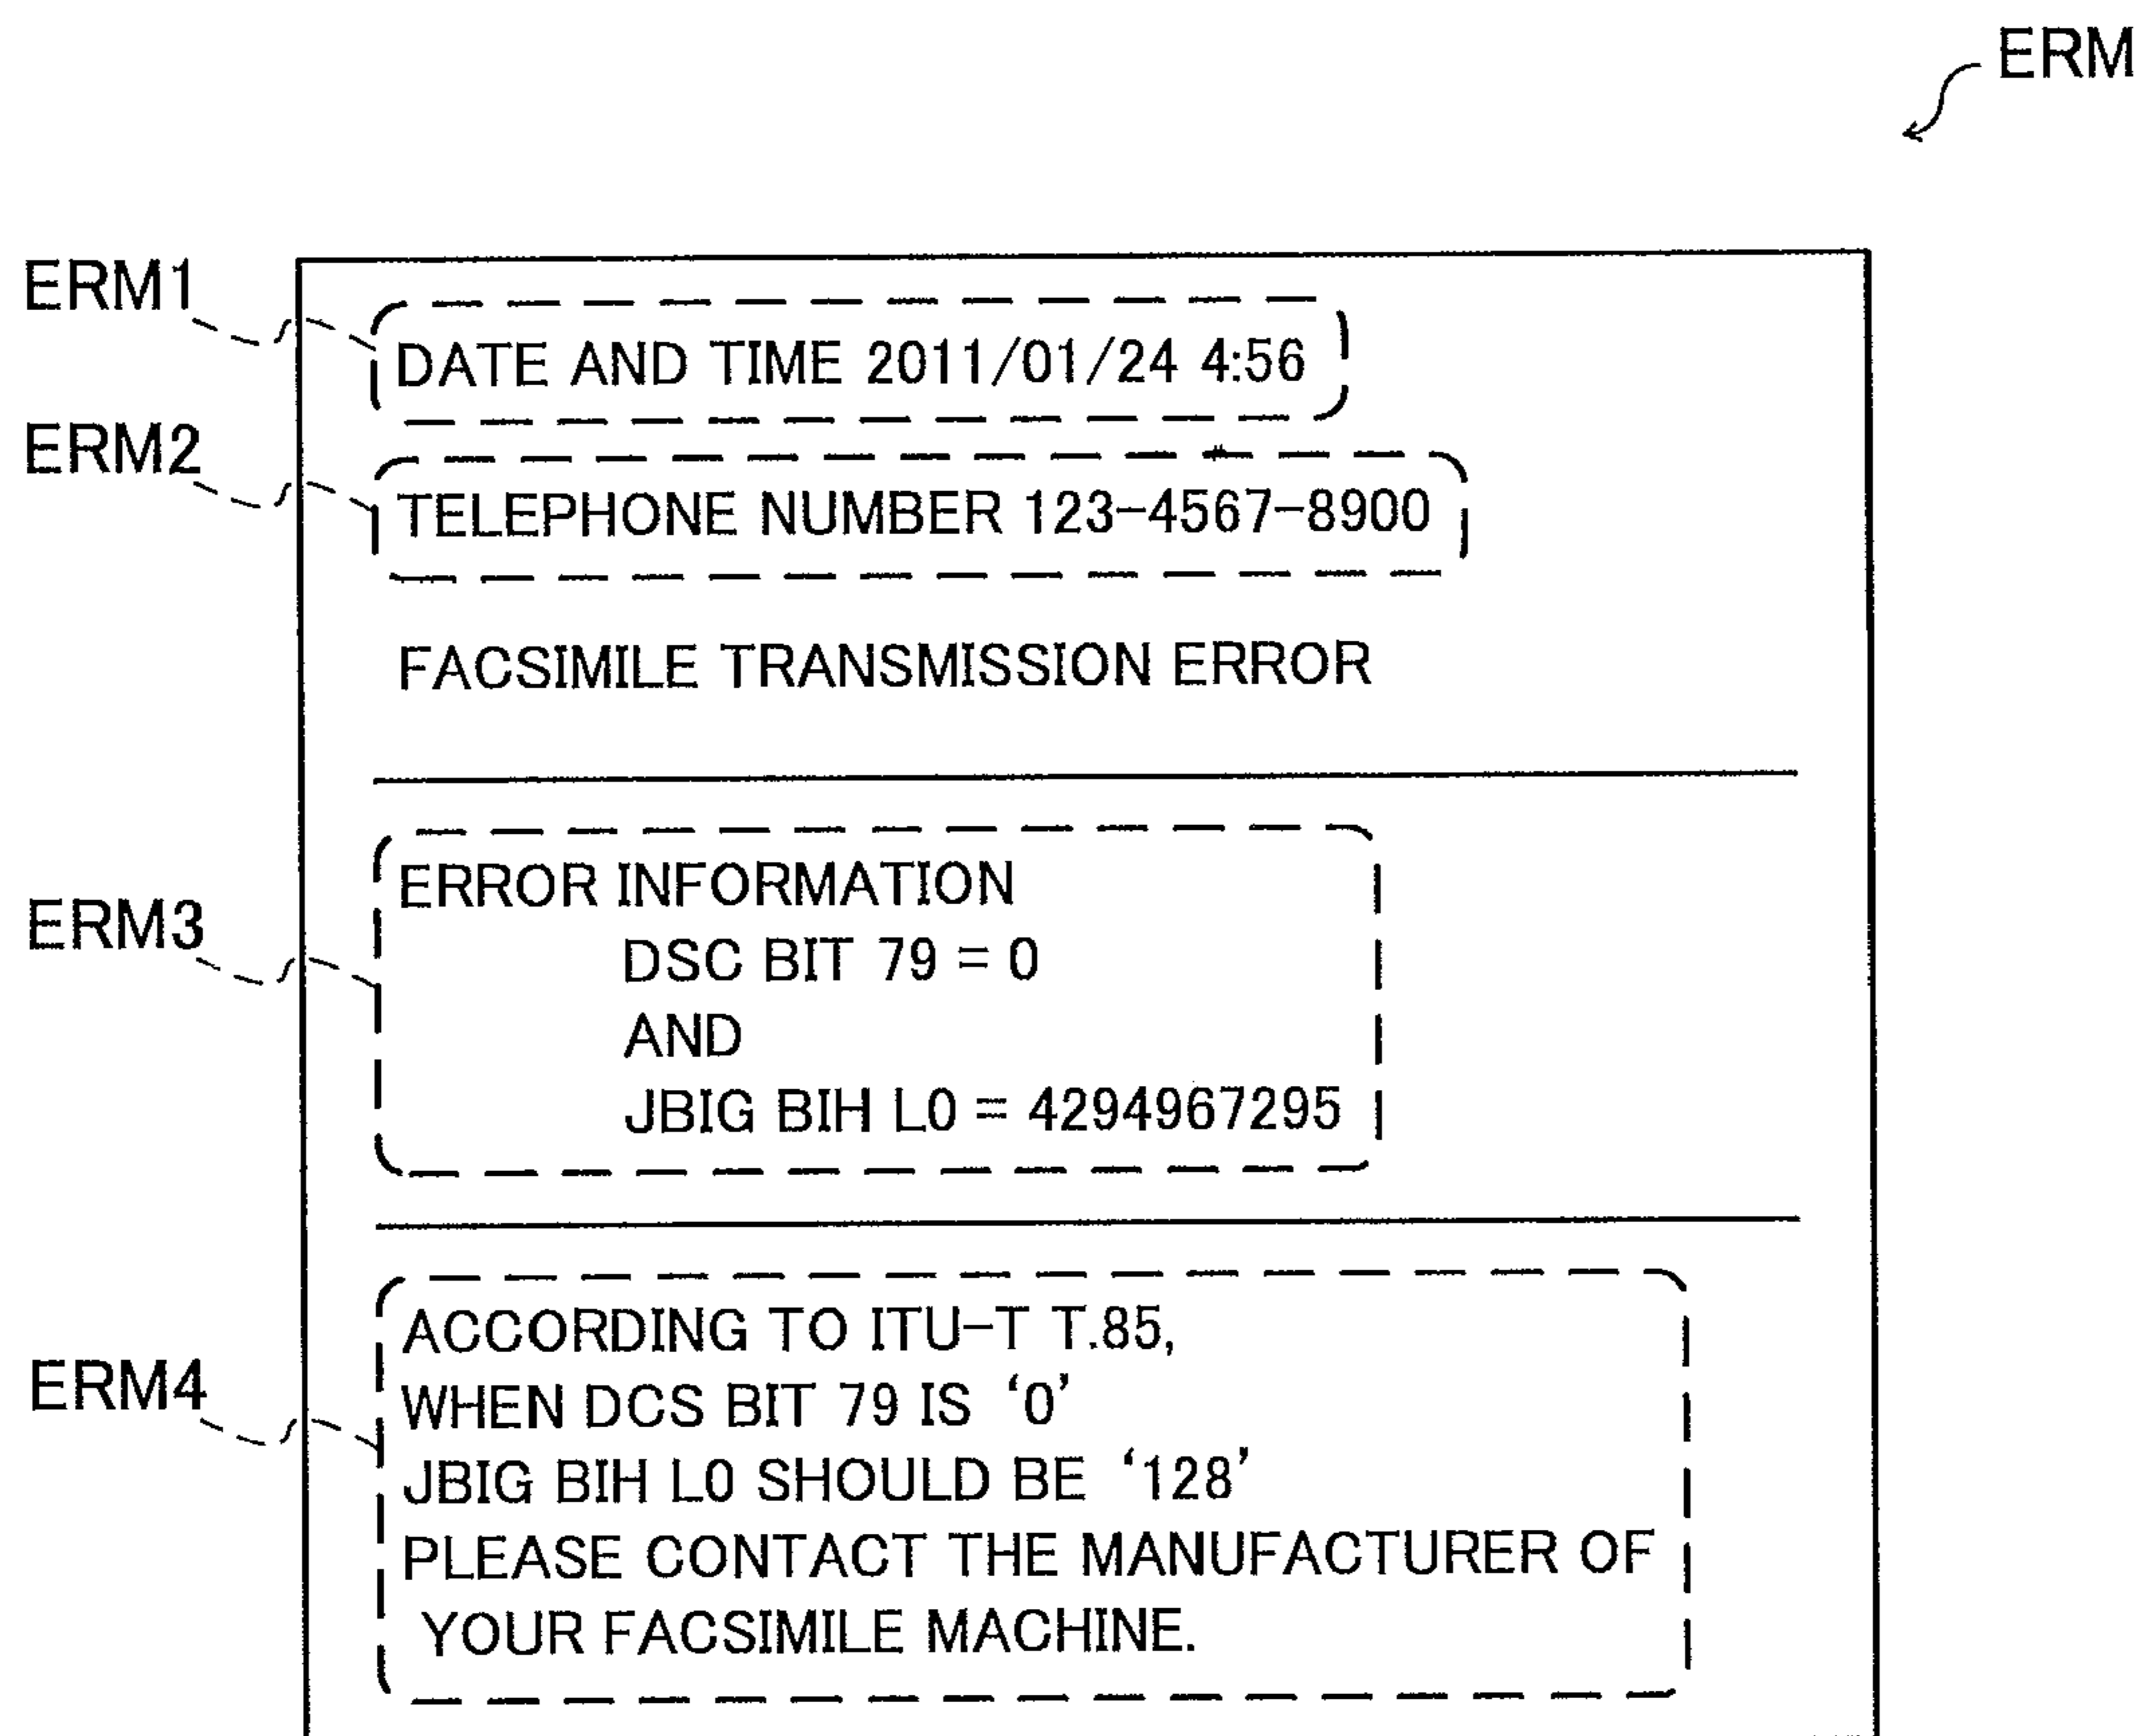 ERM
ERM1
DATE AND TIME 2011/01/24 4:56
ERM2
TELEPHONE NUMBER 123-4567-8900
FACSIMILE TRANSMISSION ERROR
ERROR INFORMATION
ERM3
DSC BIT 79 = 0
AND
JBIG BIH L0 = 4294967295
ACCORDING TO ITU-T T.85,
ERM4
WHEN DCS BIT 79 IS ‘0’
JBIG BIH L0 SHOULD BE ‘128’
PLEASE CONTACT THE MANUFACTURER OF
YOUR FACSIMILE MACHINE.